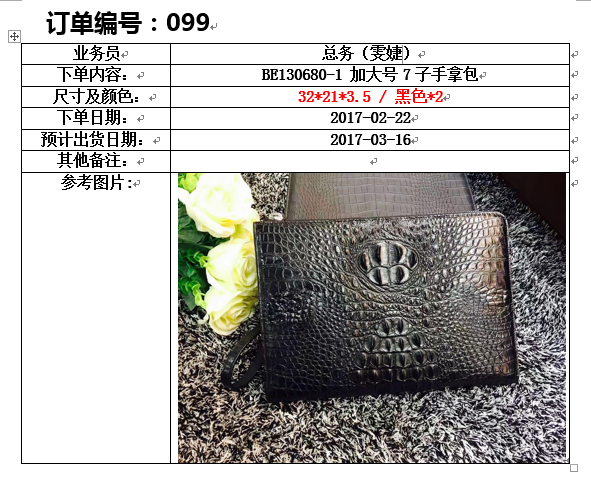 订单编号：099
业务员 总务（雯婕）
下单内容： BE130680-1 加大号 7 子手拿包
尺寸及颜色： 32*21*3.5 / 黑色*2
下单日期： 2017-02-22
预计出货日期： 2017-03-16
其他备注：
参考图片: